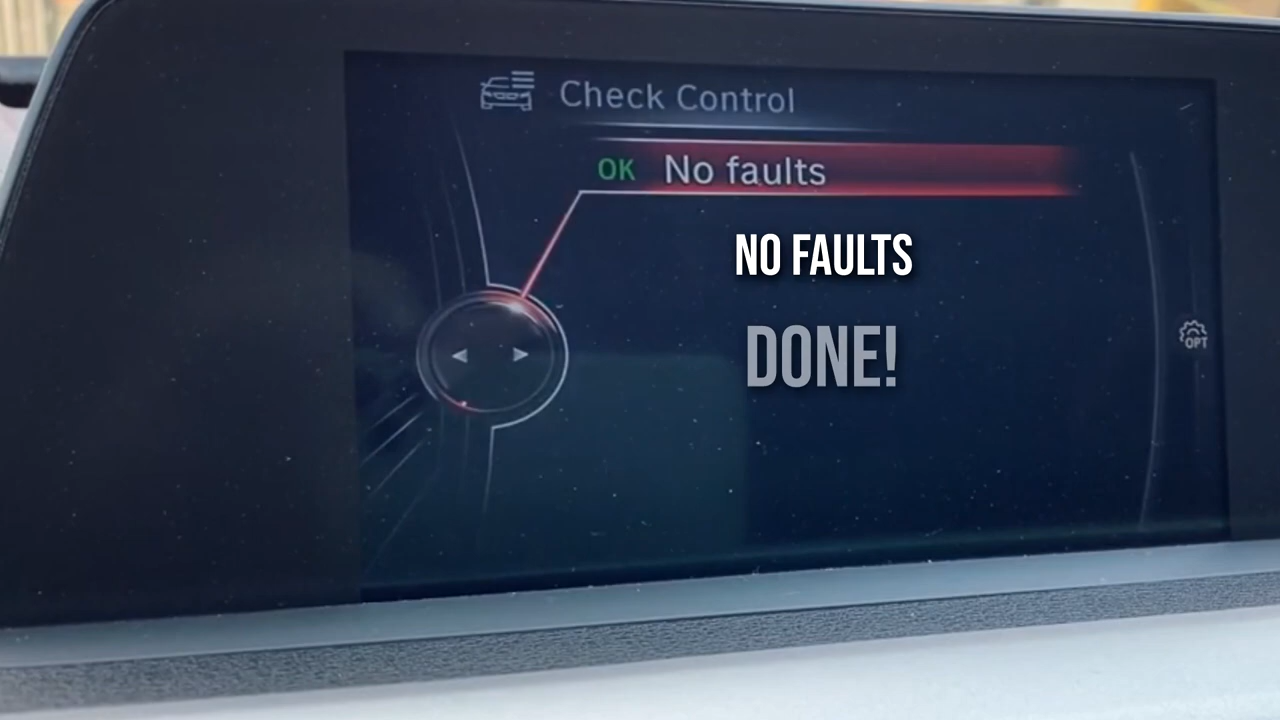 Check Control
OK No faults
NO FAULTS
DONE!
OPT